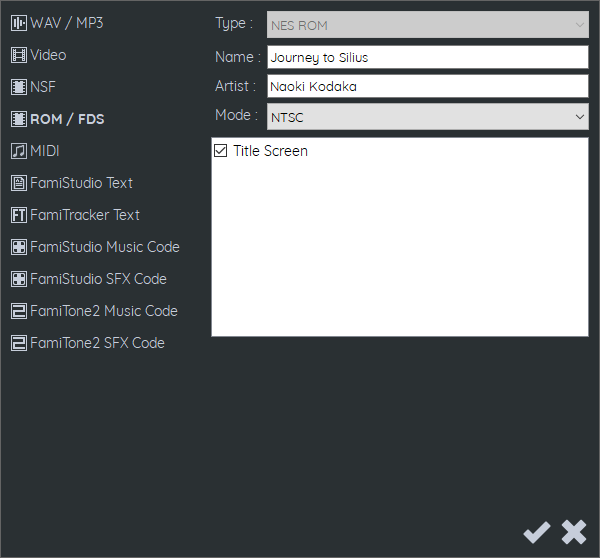 WAV / MP3
Video
NSF
ROM / FDS
MIDI
FamiStudio Text
FT FamiTracker Text
FamiStudio Music Code
FamiStudio SFX Code
FamiTone2 Music Code
FamiTone2 SFX Code
Type : NES ROM
Name : Journey to Silius
Artist : Naoki Kodaka
Mode : NTSC
Title Screen